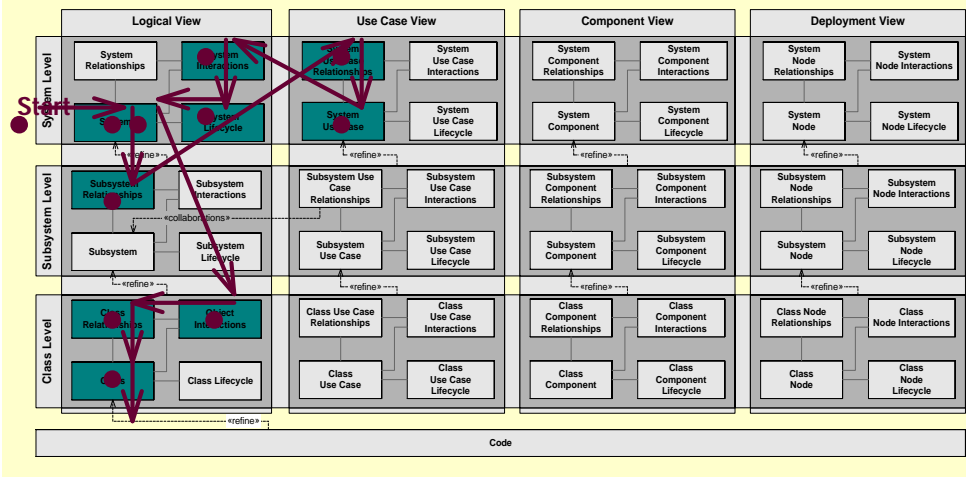 Logical View
Use Case View
Component View
Deployment View
System Level
System
Relationships
System
Interactions
System
System
Lifecycle
System
Use Case
Relationships
System
Use Case
Interactions
System
Use Case
System
Use Case
Lifecycle
System
Component
Relationships
System
Component
Interactions
System
Component
System
Component
Lifecycle
System
Node
Relationships
System
Node Interactions
System
Node
System
Node Lifecycle
Start
«refine»
«refine»
«refine»
«refine»
Subsystem Level
Subsystem
Relationships
Subsystem
Interactions
Subsystem
Subsystem
Lifecycle
Subsystem Use
Case
Relationships
Subsystem
Use Case
Interactions
Subsystem
Use Case
Subsystem
Use Case
Lifecycle
Subsystem
Component
Relationships
Subsystem
Component
Interactions
Subsystem
Component
Subsystem
Component
Lifecycle
Subsystem
Node
Relationships
Subsystem
Node Interactions
Subsystem
Node
Subsystem
Node
Lifecycle
«collaborations»
«refine»
«refine»
«refine»
«refine»
Class Level
Class
Relationships
Object
Interactions
Class
Class Lifecycle
Class Use Case
Relationships
Class
Use Case
Interactions
Class
Use Case
Class
Use Case
Lifecycle
Class
Component
Relationships
Class
Component
Interactions
Class
Component
Class
Component
Lifecycle
Class Node
Relationships
Class
Node Interactions
Class
Node
Class
Node
Lifecycle
«refine»
Code